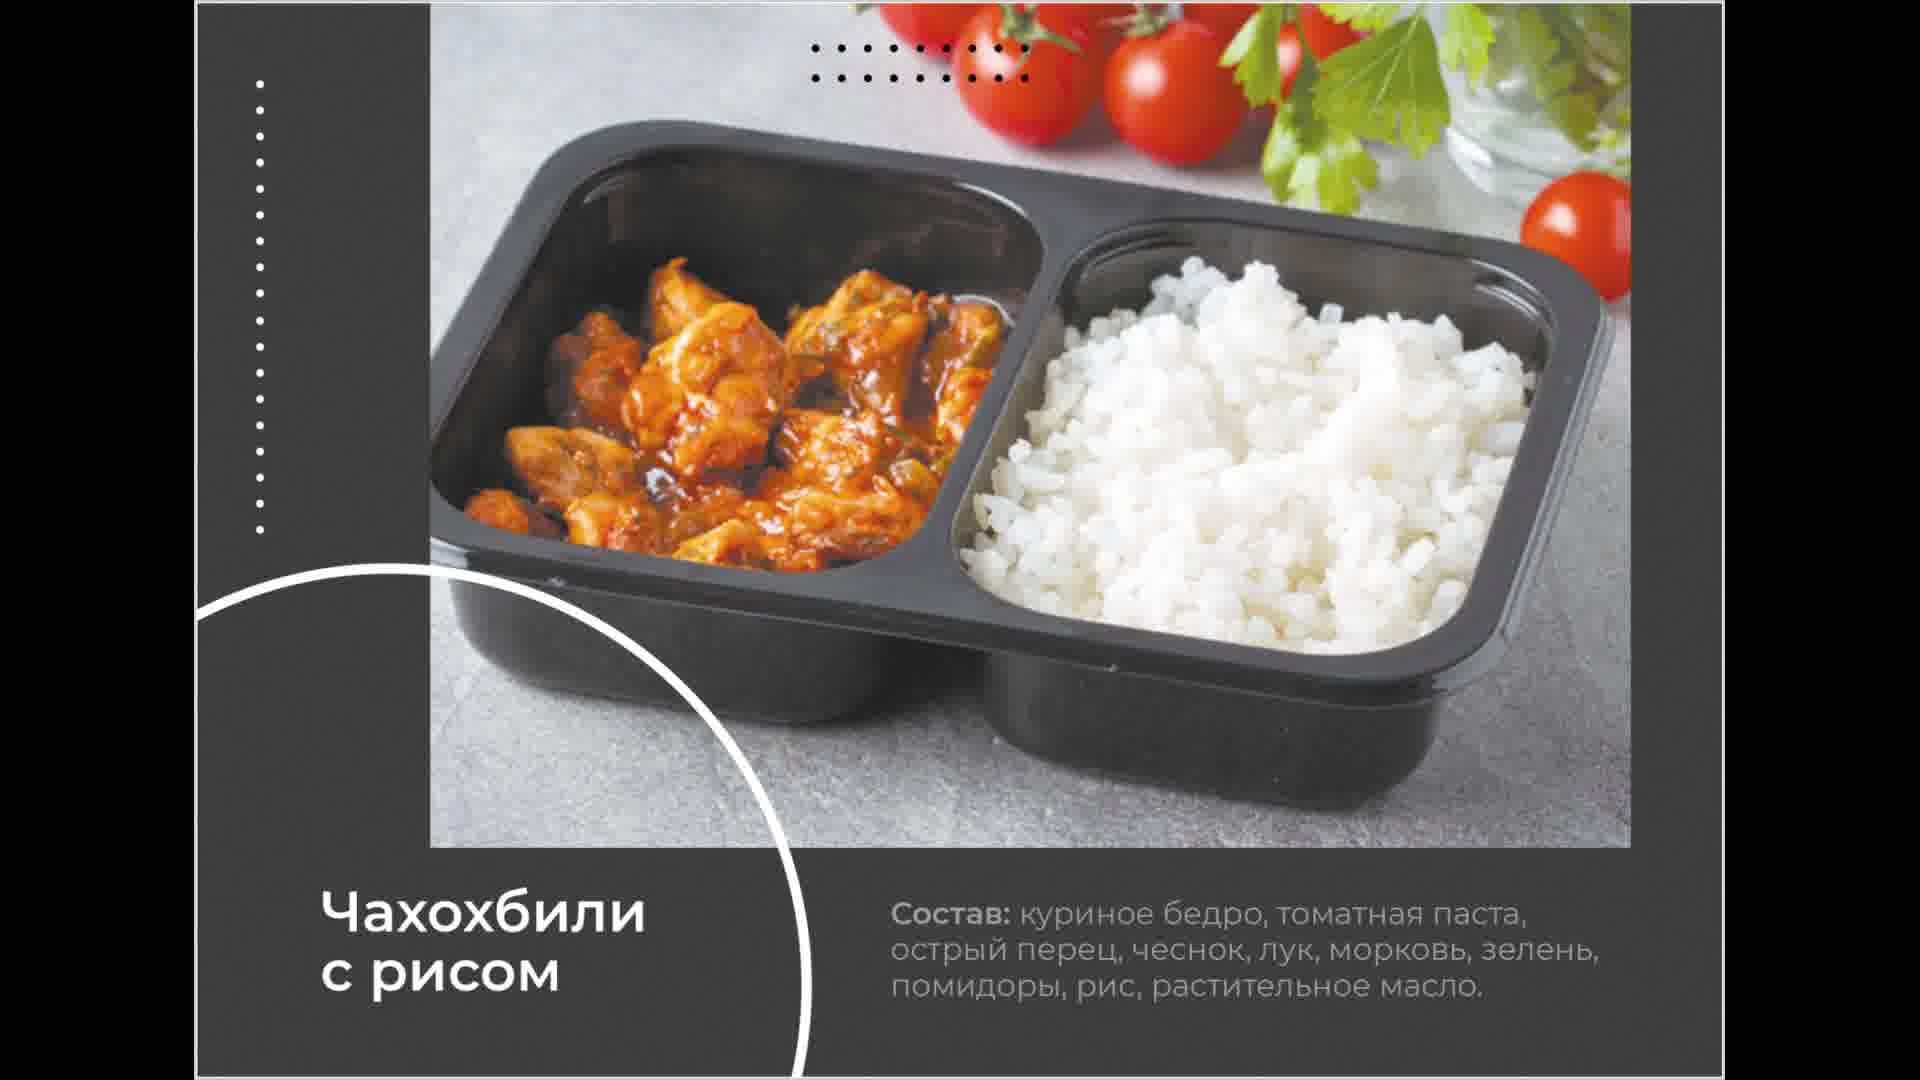 Чахохбили
с рисом
Состав: куриное бедро, томатная паста,
острый перец, чеснок, лук, морковь, зелень,
помидоры, рис, растительное масло.